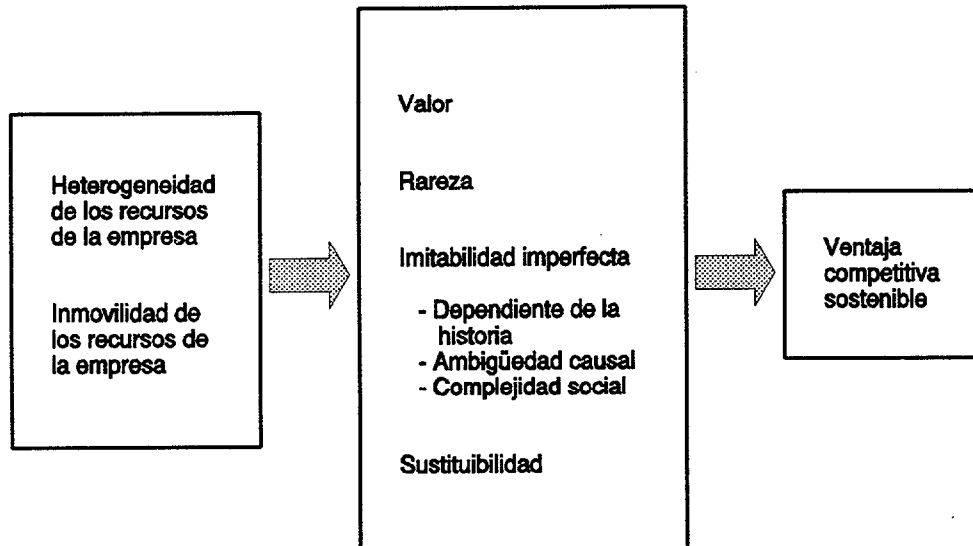 Heterogeneidad
de los recursos
de la empresa
Inmovilidad de
los recursos de
la empresa
Valor
Rareza
Imitabilidad imperfecta
- Dependiente de la
historia
- Ambigüedad causal
- Complejidad social
Sustituibilidad
Ventaja
competitiva
sostenible